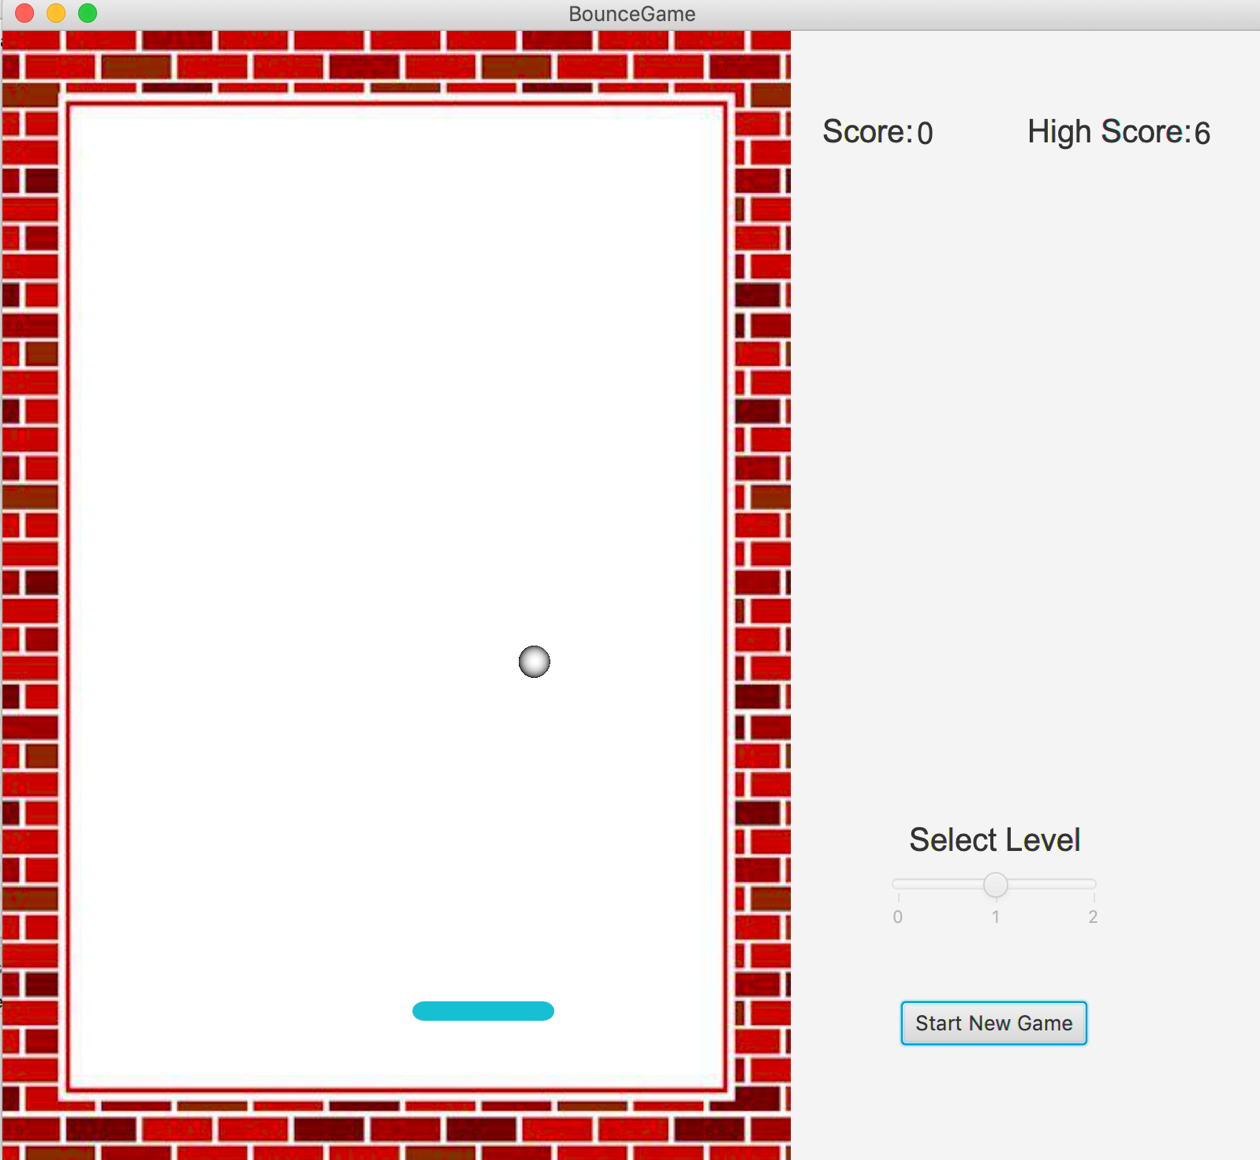 BounceGame
Score:0
High Score:6
Select Level
0 1 2
Start New Game